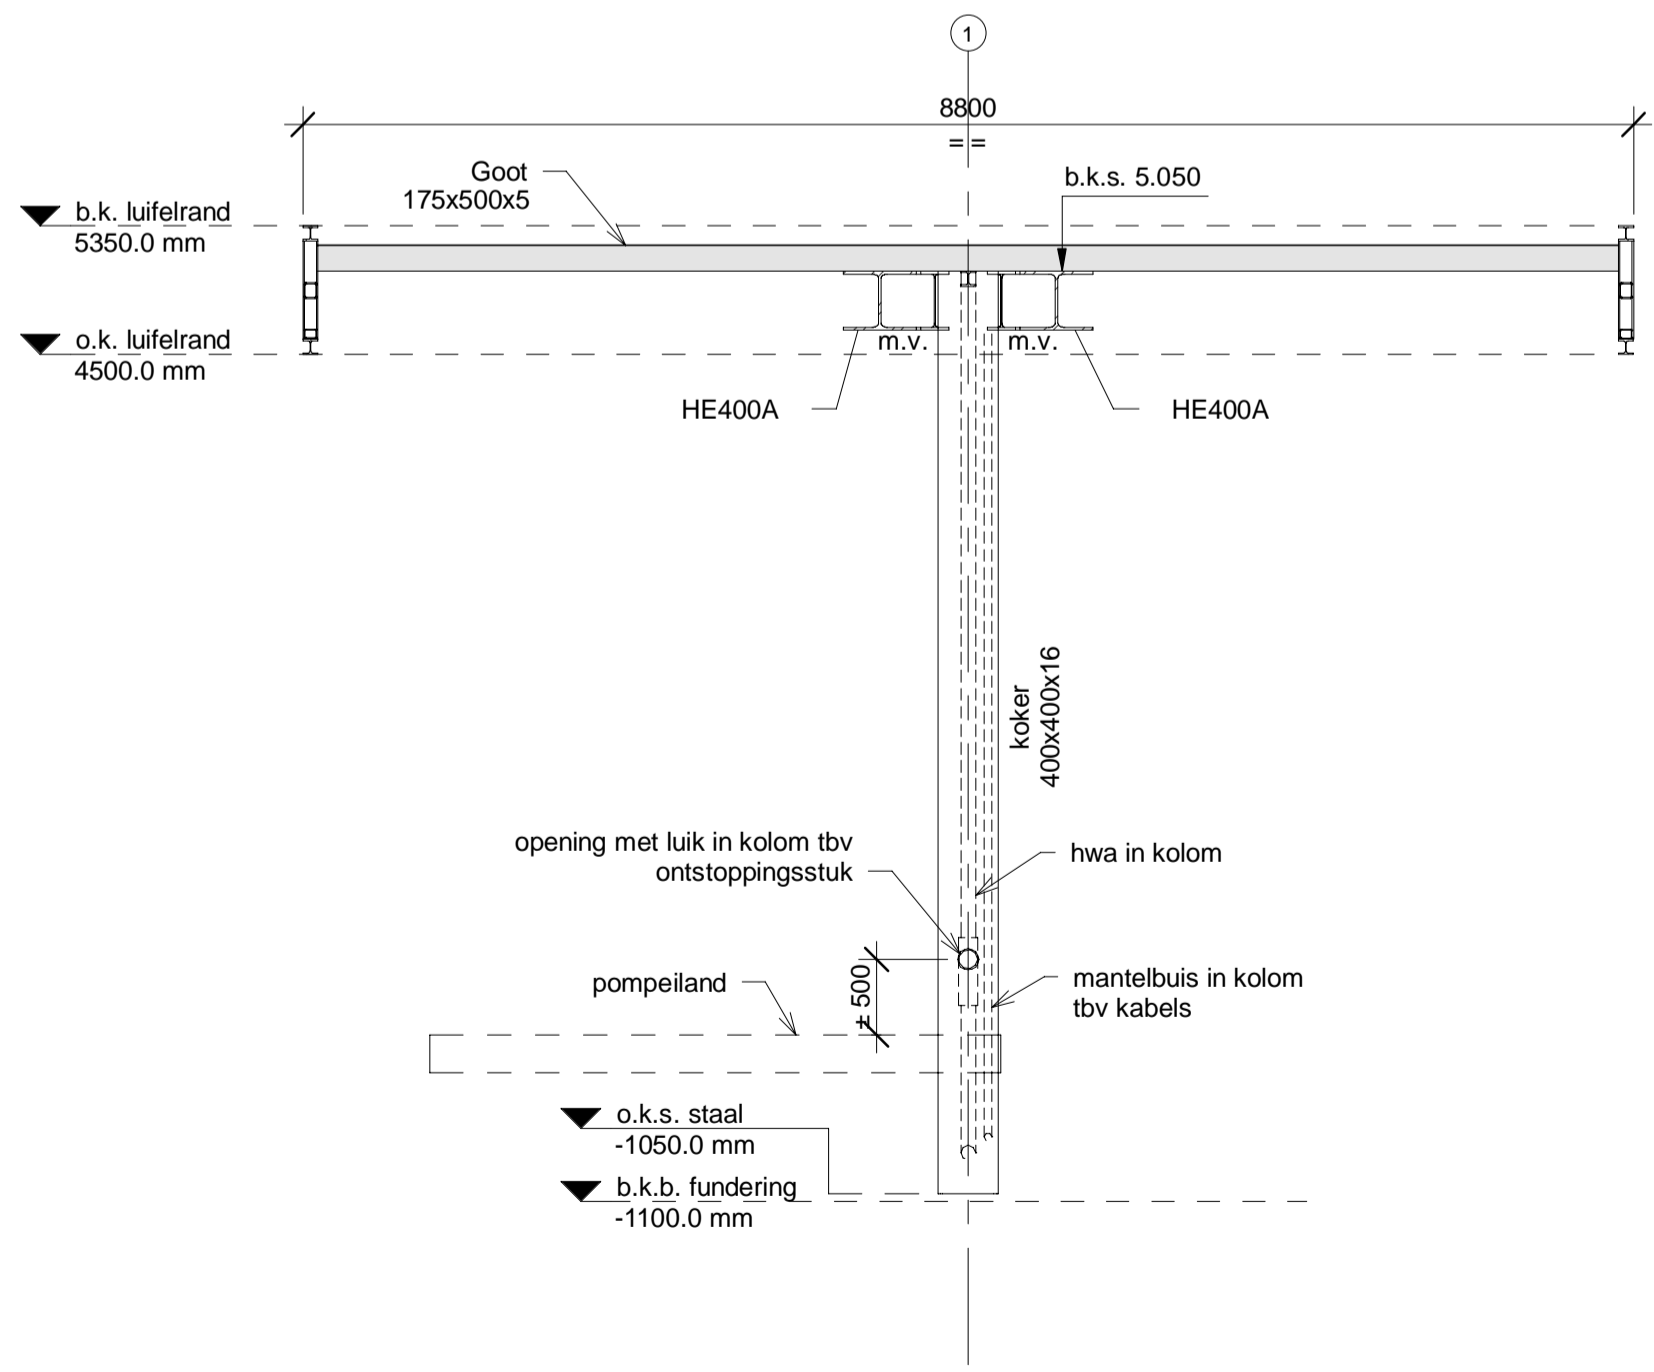 1
8800
= =
Goot
175x500x5
b.k.s. 5.050
b.k. luifelrand
5350.0 mm
o.k. luifelrand
4500.0 mm
m.v.
m.v.
HE400A
HE400A
koker
400x400x16
opening met luik in kolom tbv
ontstoppingsstuk
hwa in kolom
pompeiland
± 500
mantelbuis in kolom
tbv kabels
o.k.s. staal
-1050.0 mm
b.k.b. fundering
-1100.0 mm